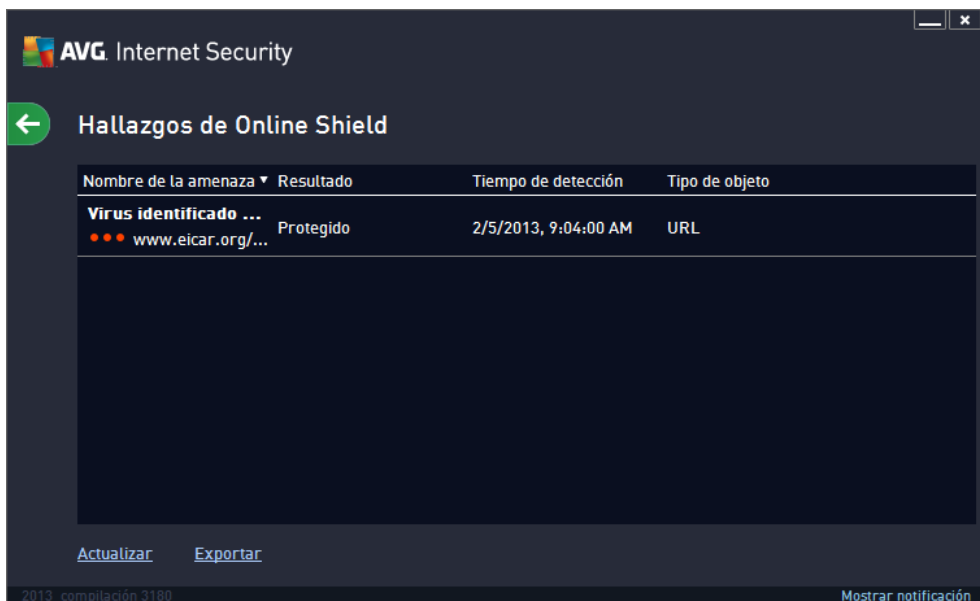 AVG. Internet Security
Hallazgos de Online Shield
Nombre de la amenaza Resultado Tiempo de detección Tipo de objeto
Virus identificado ...
www.eicar.org/... Protegido 2/5/2013, 9:04:00 AM URL
Actualizar Exportar
2013 compilación 3180 Mostrar notificación